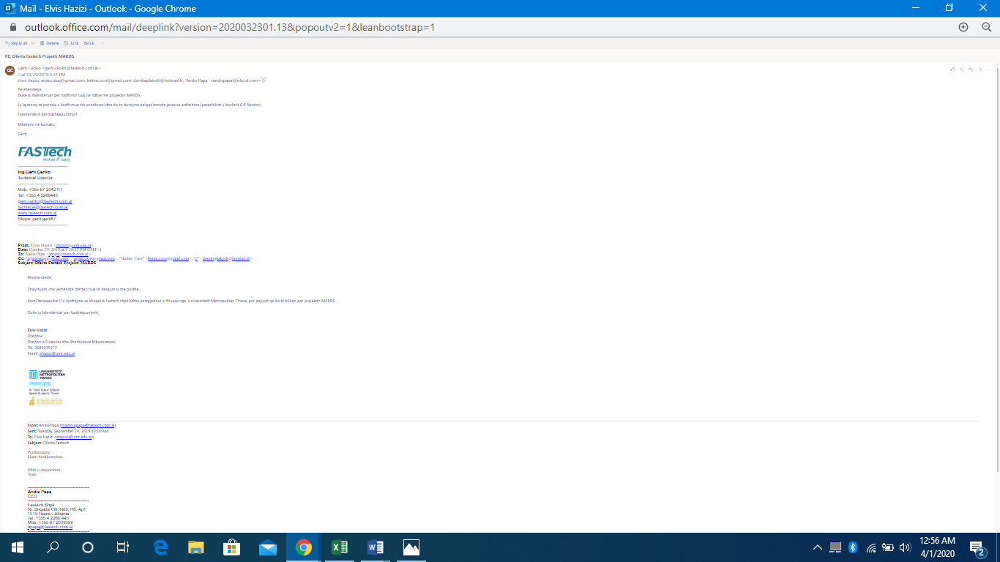 Mail - Elvis Hazizi - Outlook - Google Chrome
outlook.office.com/mail/deeplink?version=2020032301.13&popoutv2=1&leanbootstrap=1
Reply all Delete Junk Block ...
RE: Oferta Fastech Projekti MARDS
GC
Gerti Cenko <gerti.cenko@fastech.com.al>
Tue 10/29/2019 4:31 PM
Elvis Hazizi; arjancukaj@gmail.com; betim.cico@gmail.com; donikaplakolli@hotmail.fr; 'Andis Papa' <andispapa@icloud.com>
Pershendetje,
Duke ju falenderuar per njoftimin tuaj ne lidhje me projektin MARDS,
Ju lajmeroj se porosia u konfirmua tek prodhuesi dhe do te levrojme paisjet brenda javes se ardhshme.(parashikimi i levrimit 6-8 Nentor)
Faleminderit per bashkepunimin!
Mbetemi ne kontakt,
Gerti
FASTech
makes IT easy
Ing.Gerti Cenko
Technical Director
Mob: +355 67 2042111
Tel: +355 4 2268443
gerti.cenko@fastech.com.al
technical@fastech.com.al
www.fastech.com.al
Skype: gerti.gerti87
From: Elvis Hazizi <ehazizi@umt.edu.al>
Date: October 29, 2019 at 1:20:21 PM GMT+1
To: Andis Papa <apapa@fastech.com.al>
Cc: "arjancukaj@gmail.com" <arjancukaj@gmail.com>, "Betim. Cico" <betim.cico@gmail.com>, <donikaplakolli@hotmail.fr>
Subject: Oferta Fastech Projekti MARDS
Pershendetje,
Shqyrtuam me vemendje oferten tuaj te derguar si me poshte.
Kemi kenaqesine t'Ju njoftojme se shoqeria Fastech shpk eshte perzgjedhur si fituese nga Universiteti Metropolitan Tirana, per pajisjet qe do te blihen per projektin MARDS.
Duke ju falenderuar per bashkepunimin,
Elvis Hazizi
Drejtore
Drejtori e Finances dhe Sherbimeve Mbeshtetese
Tel. 0689035172
Email: ehazizi@umt.edu.al
UNIVERSITETI
METROPOLITAN
TIRANA
From: Andis Papa [mailto:apapa@fastech.com.al]
Sent: Tuesday, September 24, 2019 10:00 AM
To: Elvis Hazizi <ehazizi@umt.edu.al>
Subject: Oferta Fastech
Pershendetje
Gjeni bashkengjitur.
Mirë u degjofshim
Andi
Andis Papa
CEO
Fastech Shpk
Rr. Brigada VIII, Nd8, H8, Ap1
1019 Tirane - Albania
Tel: +355 4 2268 443
Mob: +355 67 2039398
apapa@fastech.com.al
12:56 AM
4/1/2020
2